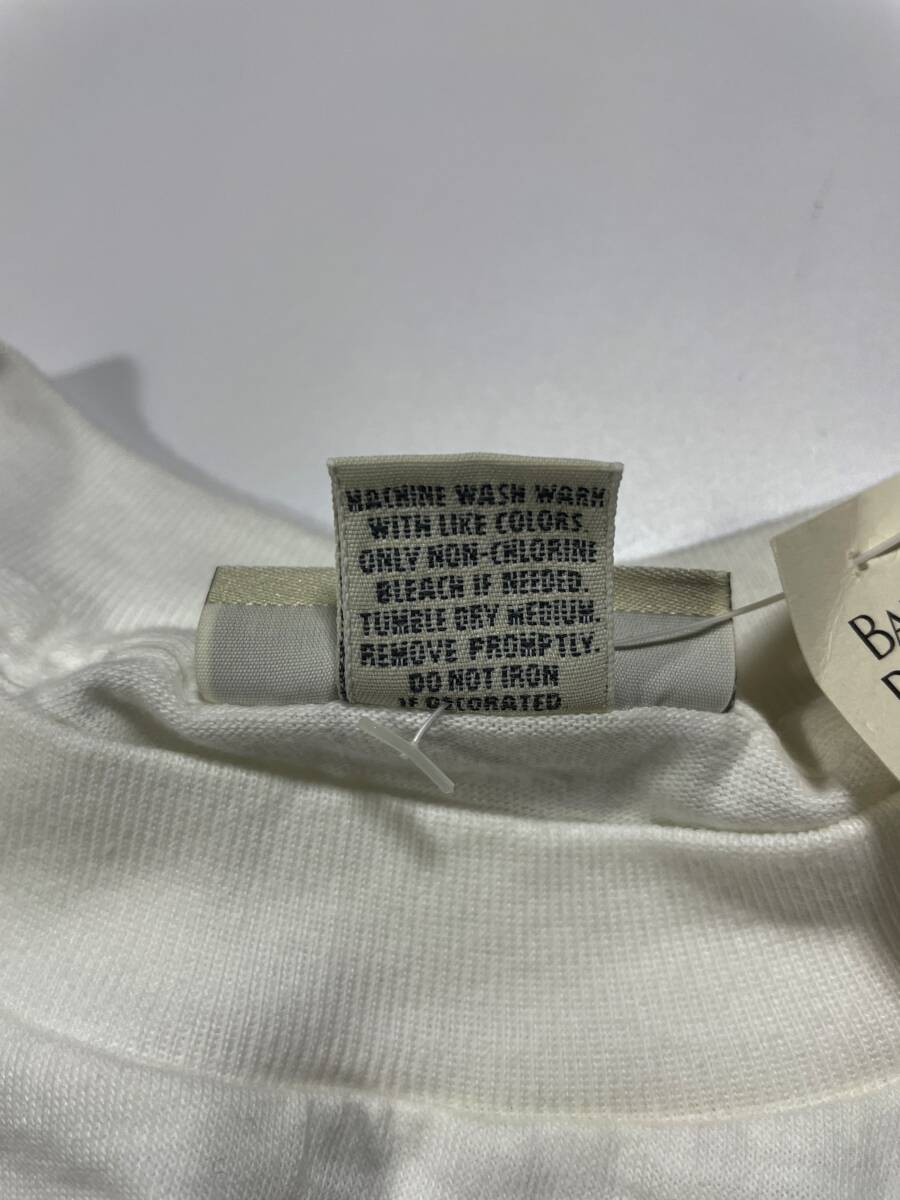 MACHINE WASH WARM
WITH LIKE COLORS.
ONLY NON-CHLORINE
BLEACH IF NEEDED.
TUMBLE DRY MEDIUM.
REMOVE PROMPTLY.
DO NOT IRON
IF DECORATED